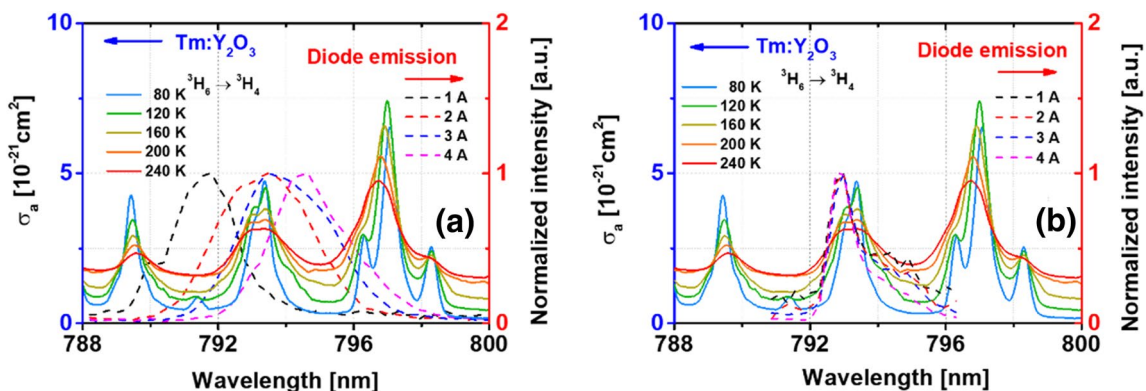 10
5
0
σₐ [10⁻²¹cm²]
Tm:Y₂O₃
³H₆ → ³H₄
80 K
120 K
160 K
200 K
240 K
Diode emission
1 A
2 A
3 A
4 A
(a)
2
1
0
Normalized intensity [a.u.]
788
792
796
800
Wavelength [nm]
10
5
0
σₐ [10⁻²¹cm²]
Tm:Y₂O₃
³H₆ → ³H₄
80 K
120 K
160 K
200 K
240 K
Diode emission
1 A
2 A
3 A
4 A
(b)
2
1
0
Normalized intensity [a.u.]
788
792
796
800
Wavelength [nm]